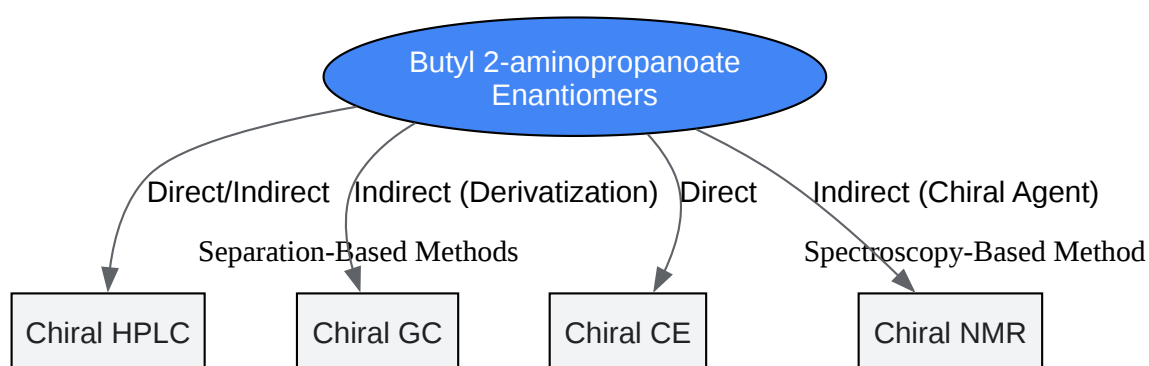 Butyl 2-aminopropanoate
Enantiomers
Direct/Indirect
Indirect (Derivatization)
Direct
Indirect (Chiral Agent)
Separation-Based Methods
Spectroscopy-Based Method
Chiral HPLC
Chiral GC
Chiral CE
Chiral NMR